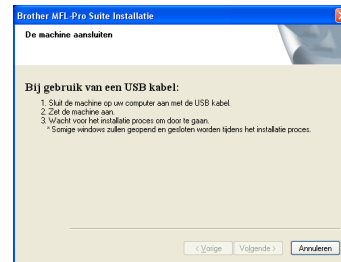 Brother MFL-Pro Suite Installatie
De machine aansluiten
Bij gebruik van een USB kabel:
1. Sluit de machine op uw computer aan met de USB kabel.
2. Zet de machine aan.
3. Wacht voor het installatie proces om door te gaan.
* Somige windows zullen geopend en gesloten worden tijdens het installatie proces.
< Vorige Volgende > Annuleren